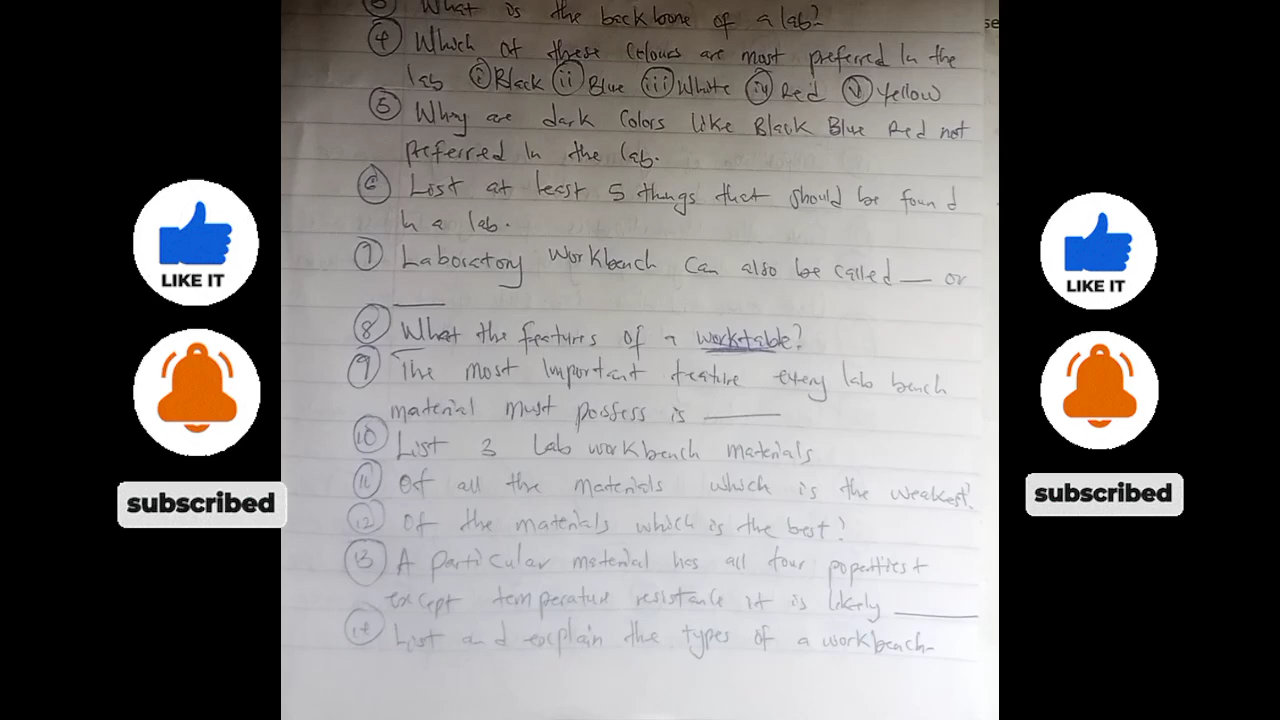 3 What is the backbone of a lab?
4 Which of these colours are most preferred In the
se
lab i Black ii Blue iii White iv Red v Yellow
5 Why are dark colors like Black Blue Red not
preferred In the lab.
6 List at least 5 things that should be found
In a lab.
7 Laboratory Workbench can also be called ___ or
___
8 What the features of a worktable?
9 The most Important feature every lab bench
material must possess is ___
10 List 3 Lab workbench materials
11 Of all the materials which is the weakest?
12 Of the materials which is the best?
13 A particular material has all four
except temperature resistance it is likely ___
14 List and explain the types of a workbench-
LIKE IT
subscribed
LIKE IT
subscribed